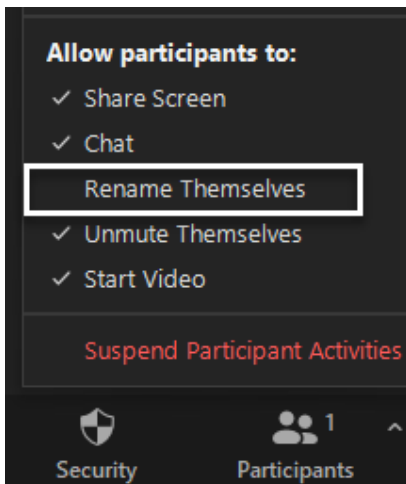 Allow participants to:
Share Screen
Chat
Rename Themselves
Unmute Themselves
Start Video
Suspend Participant Activities
1
Security Participants